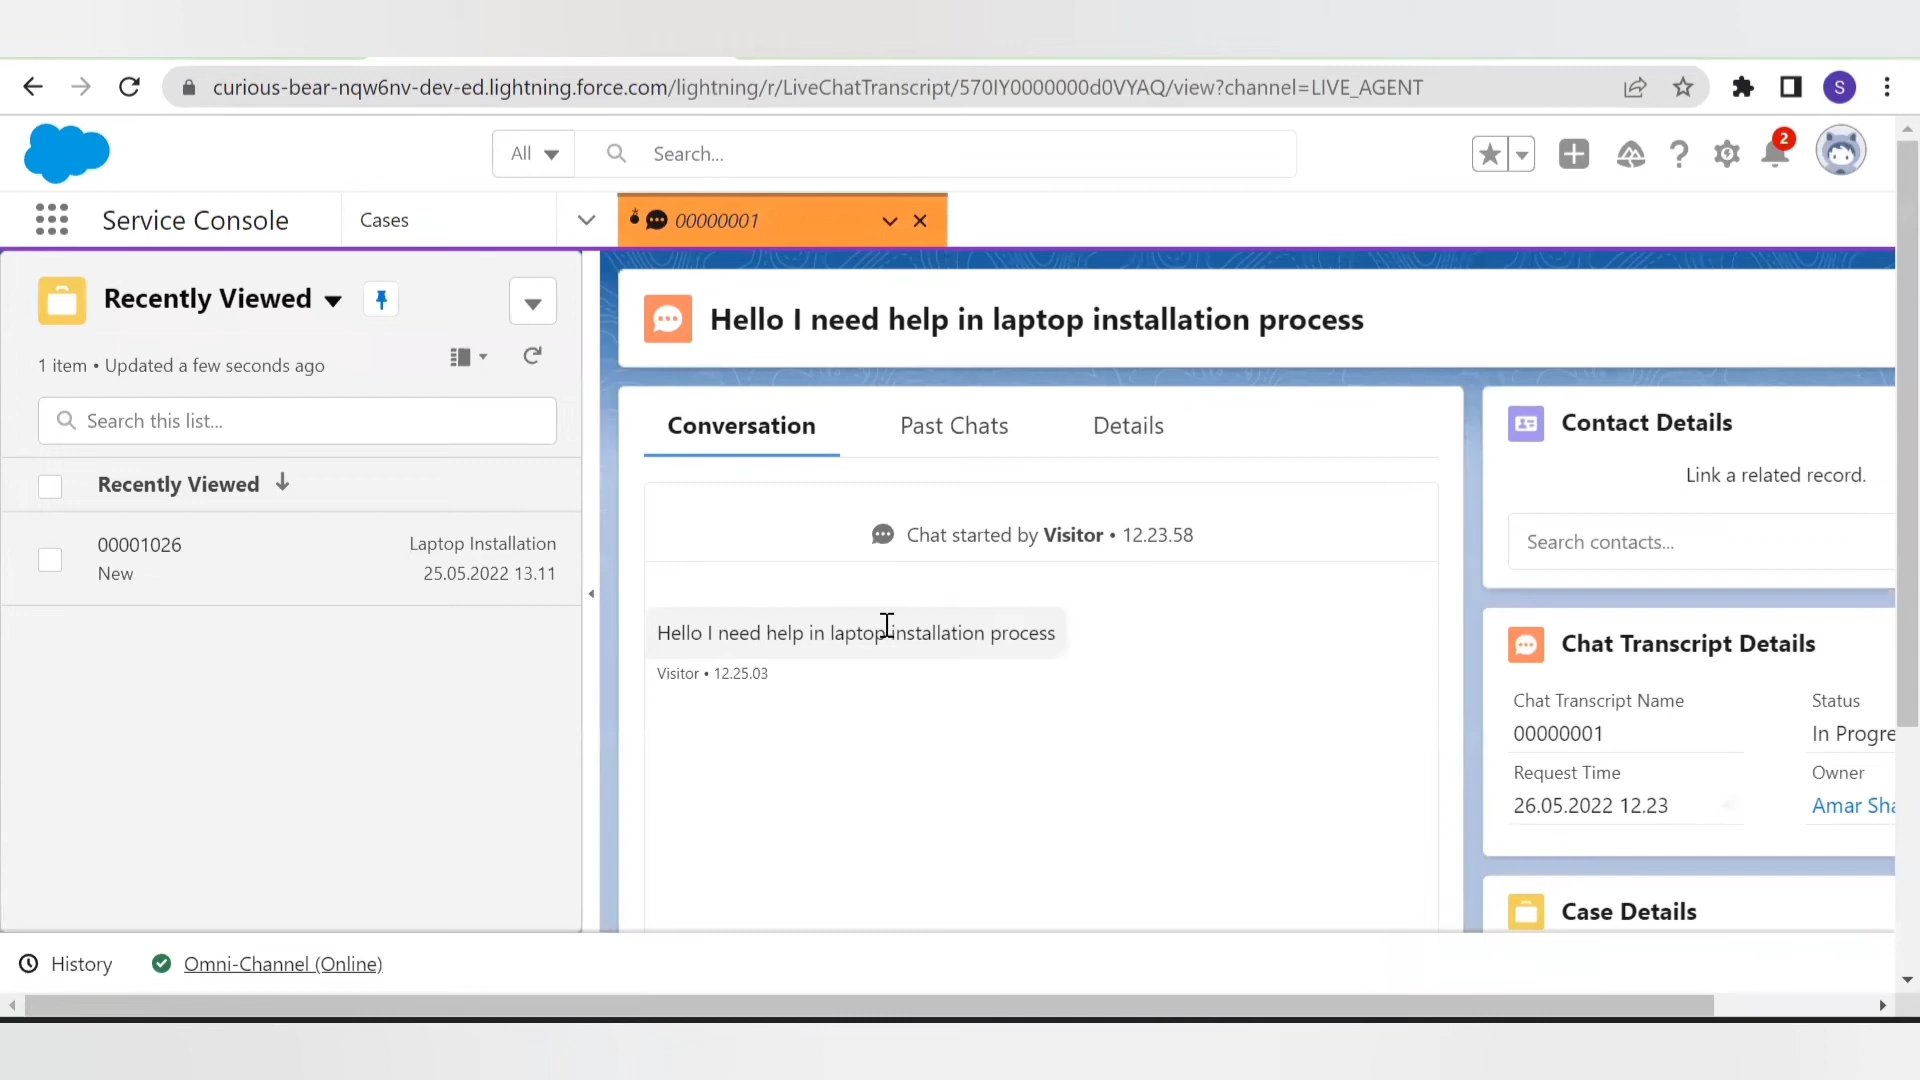 curious-bear-nqw6nv-dev-ed.lightning.force.com/lightning/r/LiveChatTranscript/570IY0000000d0VYAQ/view?channel=LIVE_AGENT
S
All
Search...
2
Service Console
Cases
00000001
Recently Viewed
1 item • Updated a few seconds ago
Search this list...
Recently Viewed
00001026
Laptop Installation
New
25.05.2022 13.11
Hello I need help in laptop installation process
Conversation
Past Chats
Details
Chat started by Visitor • 12.23.58
Hello I need help in laptop installation process
Visitor • 12.25.03
Contact Details
Link a related record.
Search contacts...
Chat Transcript Details
Chat Transcript Name
Status
00000001
In Progre
Request Time
Owner
26.05.2022 12.23
Amar Sha
Case Details
History
Omni-Channel (Online)